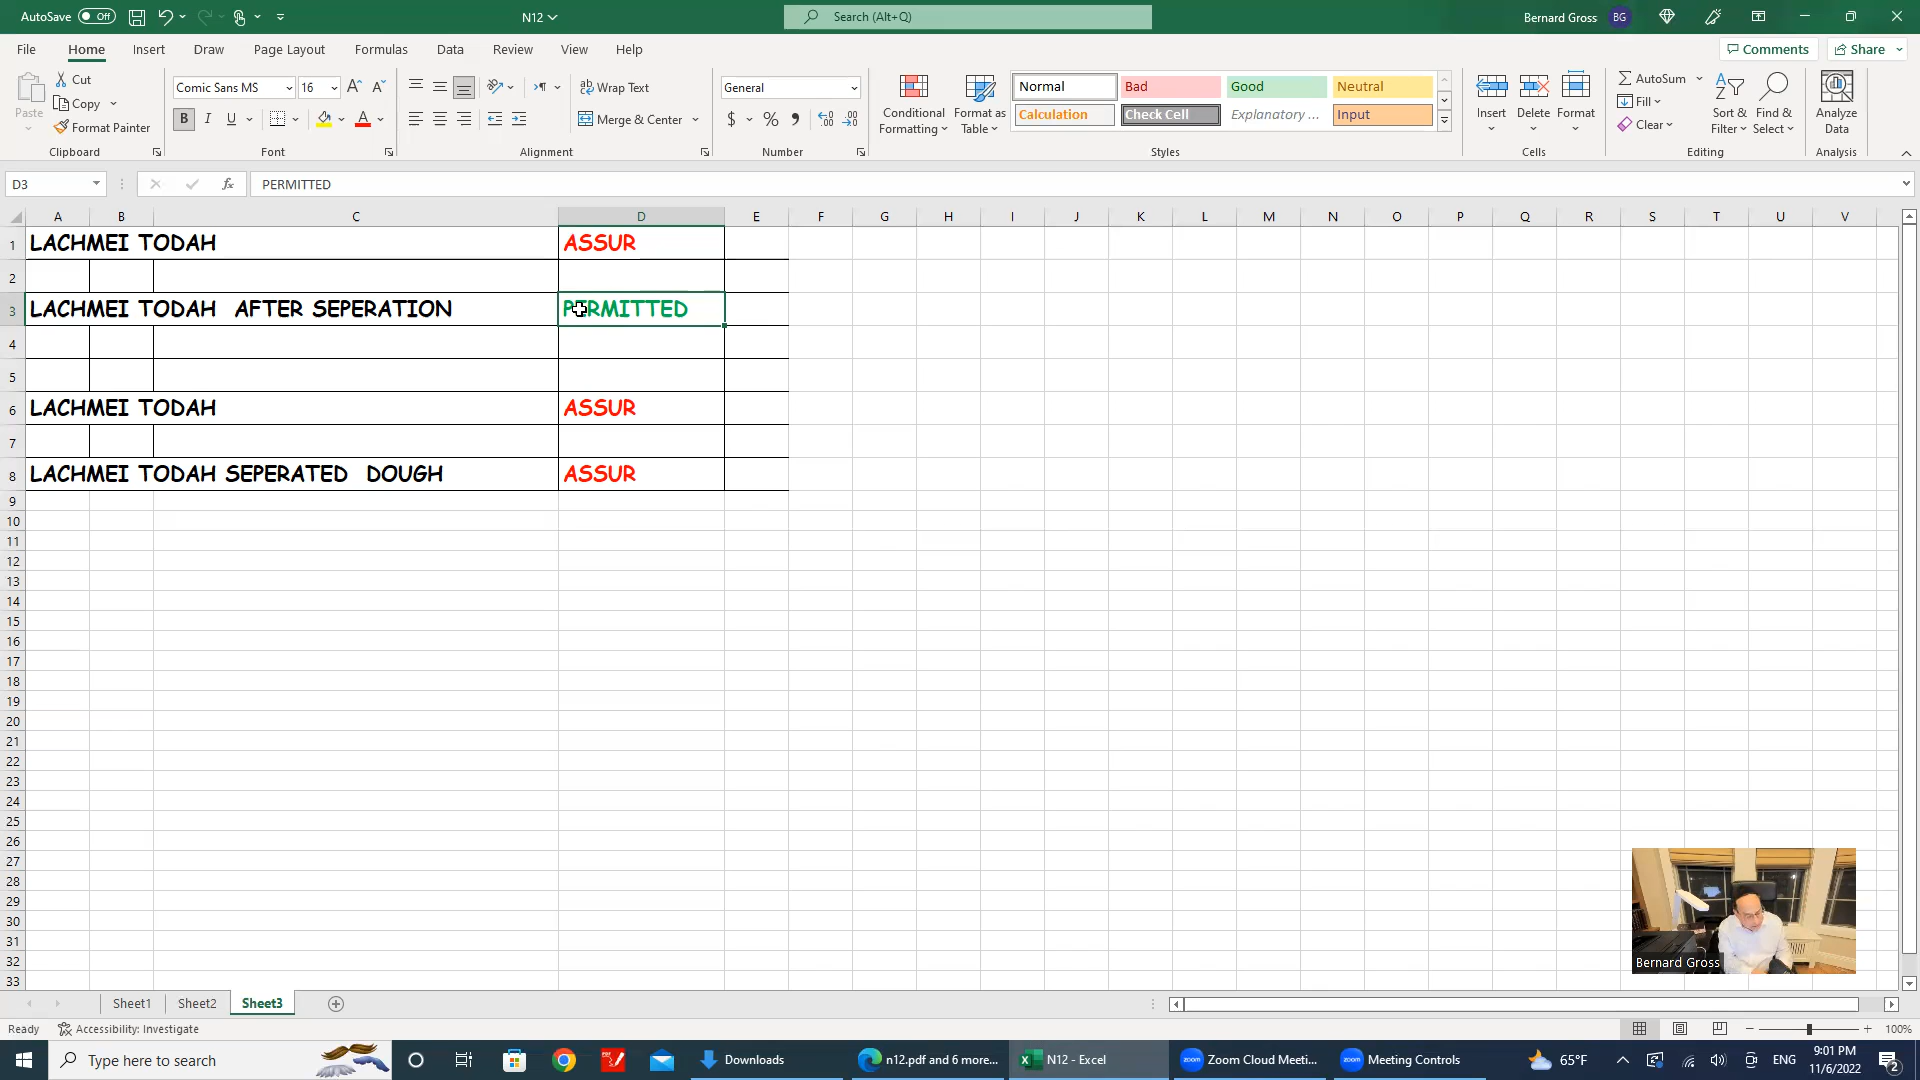 AutoSave Off N12 Search (Alt+Q) Bernard Gross BG
File Home Insert Draw Page Layout Formulas Data Review View Help Comments Share
Paste Cut Copy Format Painter Clipboard
Comic Sans MS 16 Font
Wrap Text Merge & Center Alignment
General Number
Conditional Formatting Format as Table
Normal Bad Good Neutral
Calculation Check Cell Explanatory ... Input
Styles
Insert Delete Format Cells
AutoSum Fill Clear Sort & Filter Find & Select Editing
Analyze Data Analysis
D3 fx PERMITTED
A B C D E F G H I J K L M N O P Q R S T U V
1 LACHMEI TODAH ASSUR
2
3 LACHMEI TODAH AFTER SEPERATION PERMITTED
4
5
6 LACHMEI TODAH ASSUR
7
8 LACHMEI TODAH SEPERATED DOUGH ASSUR
9
10
11
12
13
14
15
16
17
18
19
20
21
22
23
24
25
26
27
28
29
30
31
32
33
Bernard Gross
Sheet1 Sheet2 Sheet3
Ready Accessibility: Investigate 100%
Type here to search Downloads n12.pdf and 6 more... N12 - Excel zoom Zoom Cloud Meeti... zoom Meeting Controls 65°F ENG 9:01 PM
11/6/2022 2